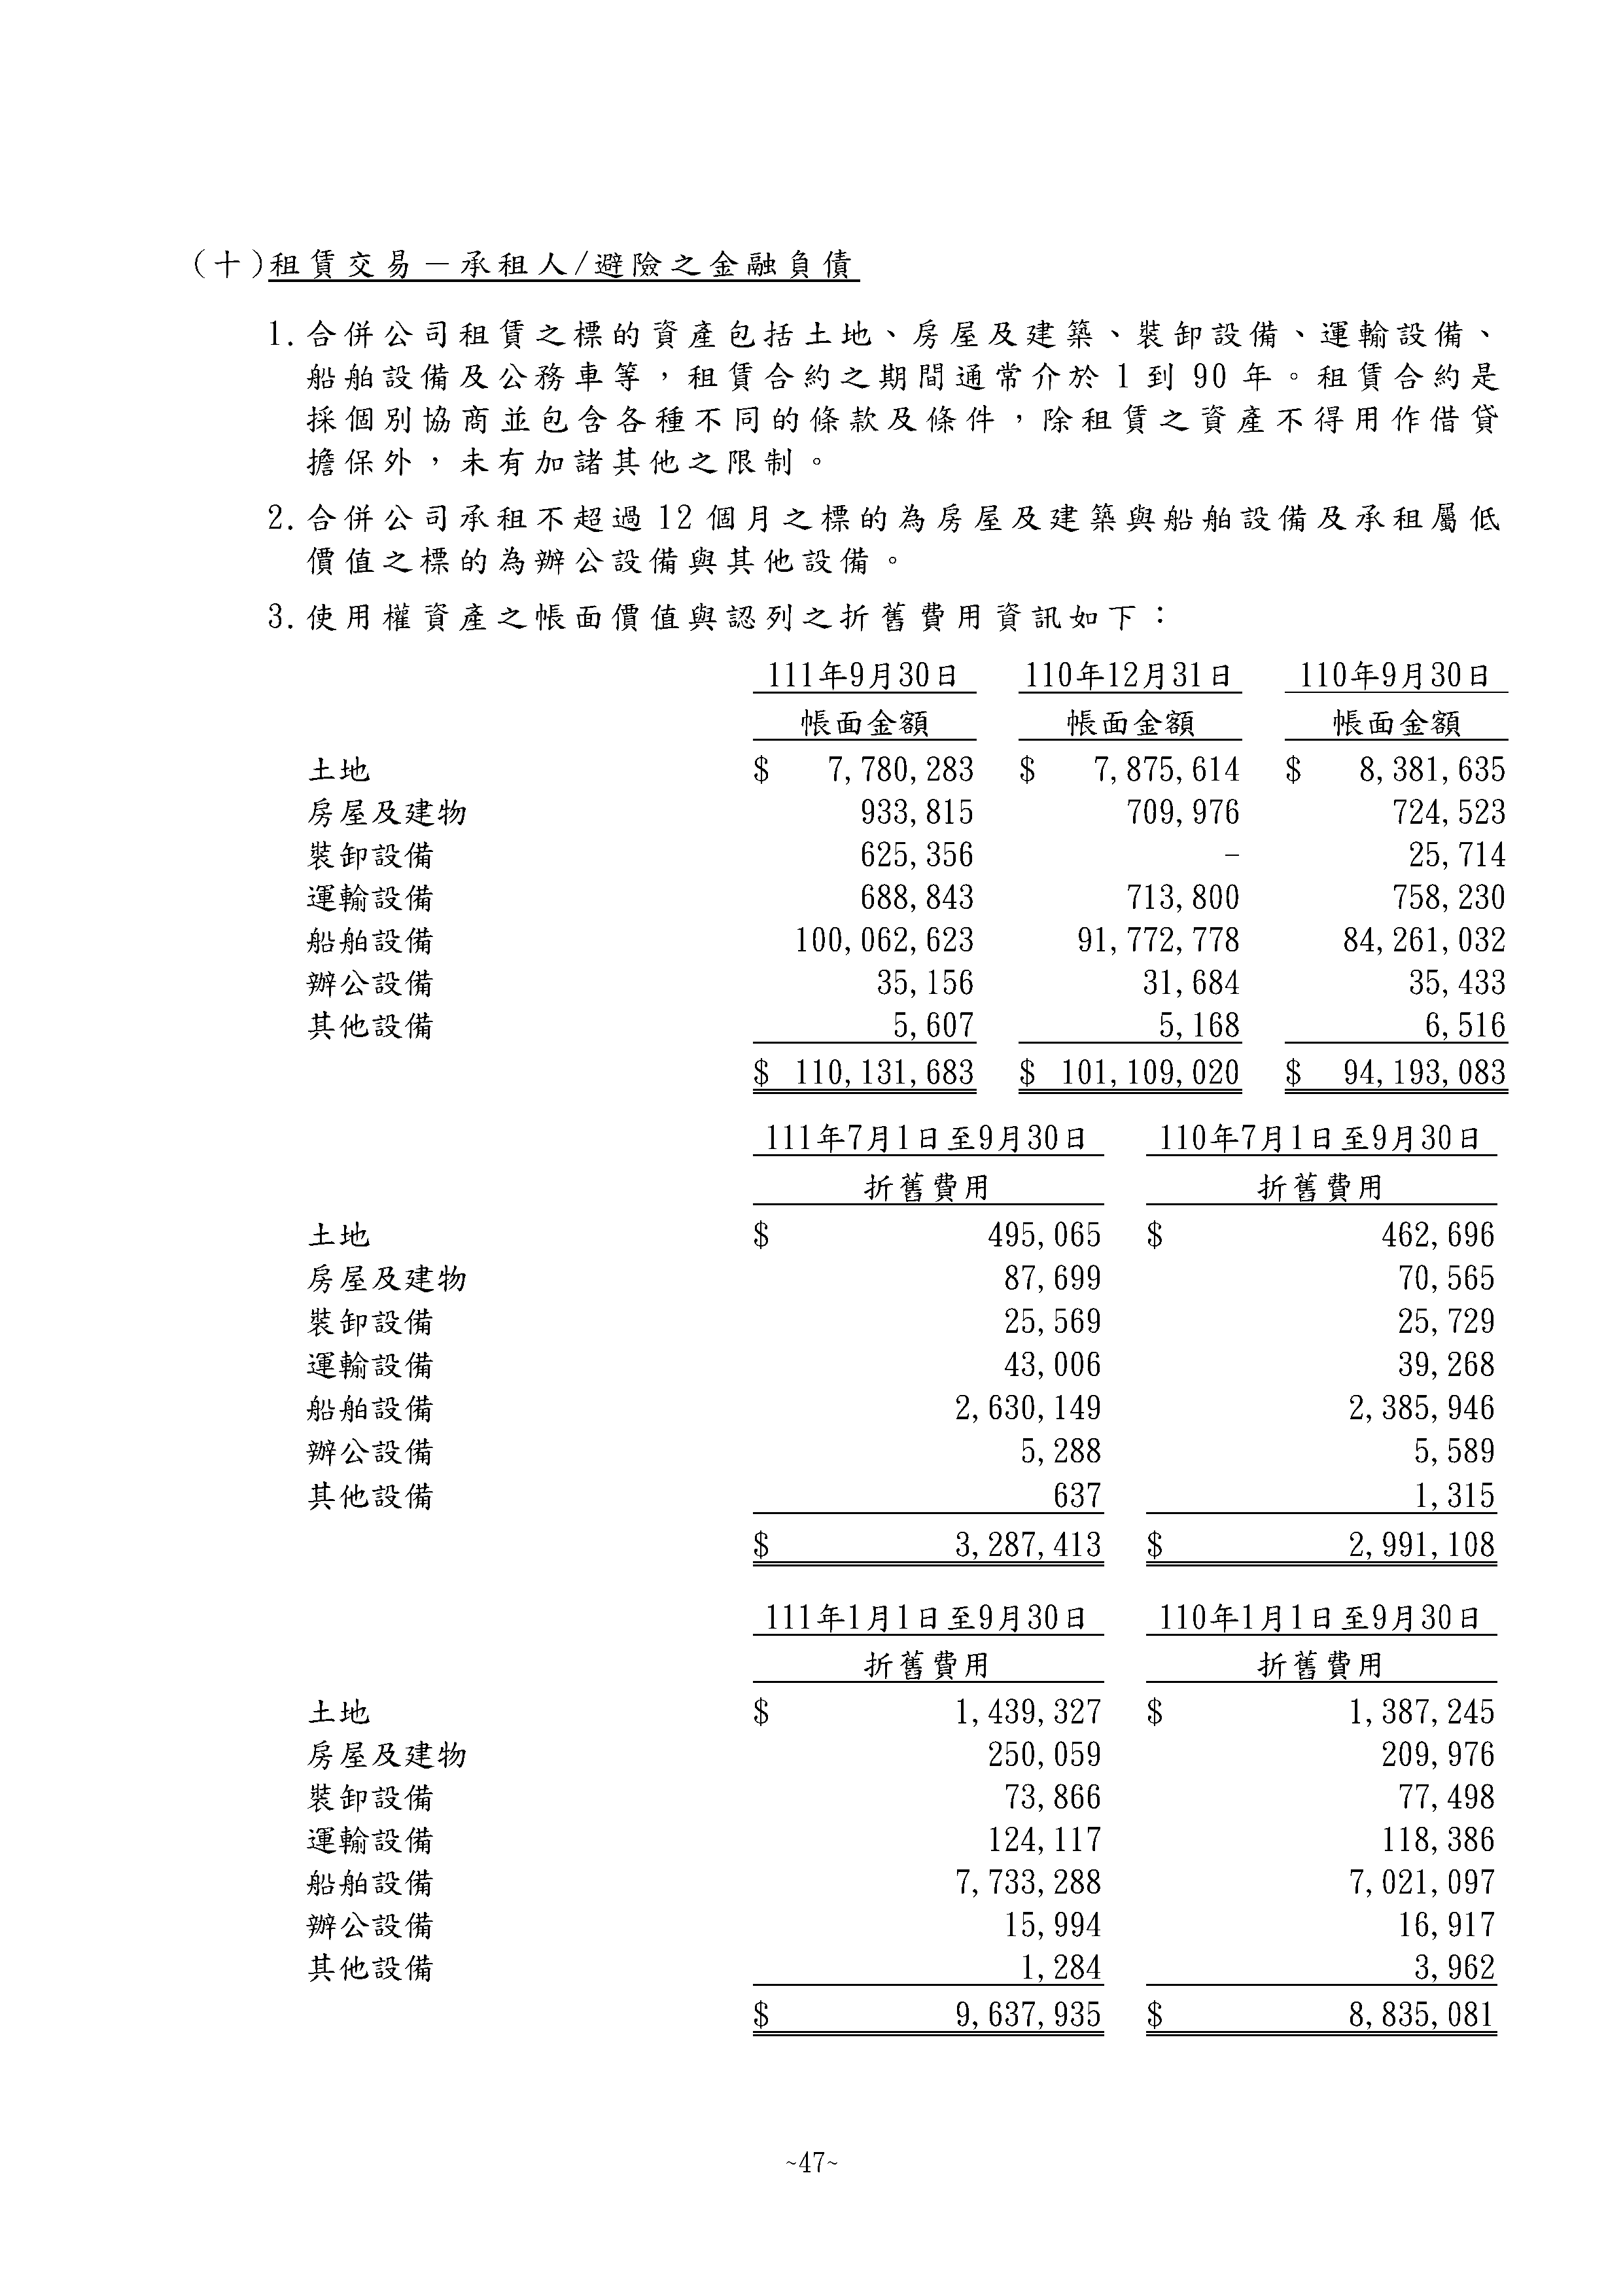 (十)租賃交易－承租人/避險之金融負債
1.合併公司租賃之標的資產包括土地、房屋及建築、裝卸設備、運輸設備、
船舶設備及公務車等，租賃合約之期間通常介於 1 到 90 年。租賃合約是
採個別協商並包含各種不同的條款及條件，除租賃之資產不得用作借貸
擔保外，未有加諸其他之限制。
2.合併公司承租不超過 12 個月之標的為房屋及建築與船舶設備及承租屬低
價值之標的為辦公設備與其他設備。
3.使用權資產之帳面價值與認列之折舊費用資訊如下：
111年9月30日 110年12月31日 110年9月30日
帳面金額 帳面金額 帳面金額
土地 $ 7,780,283 $ 7,875,614 $ 8,381,635
房屋及建物 933,815 709,976 724,523
裝卸設備 625,356 - 25,714
運輸設備 688,843 713,800 758,230
船舶設備 100,062,623 91,772,778 84,261,032
辦公設備 35,156 31,684 35,433
其他設備 5,607 5,168 6,516
$ 110,131,683 $ 101,109,020 $ 94,193,083
111年7月1日至9月30日 110年7月1日至9月30日
折舊費用 折舊費用
土地 $ 495,065 $ 462,696
房屋及建物 87,699 70,565
裝卸設備 25,569 25,729
運輸設備 43,006 39,268
船舶設備 2,630,149 2,385,946
辦公設備 5,288 5,589
其他設備 637 1,315
$ 3,287,413 $ 2,991,108
111年1月1日至9月30日 110年1月1日至9月30日
折舊費用 折舊費用
土地 $ 1,439,327 $ 1,387,245
房屋及建物 250,059 209,976
裝卸設備 73,866 77,498
運輸設備 124,117 118,386
船舶設備 7,733,288 7,021,097
辦公設備 15,994 16,917
其他設備 1,284 3,962
$ 9,637,935 $ 8,835,081
~47~